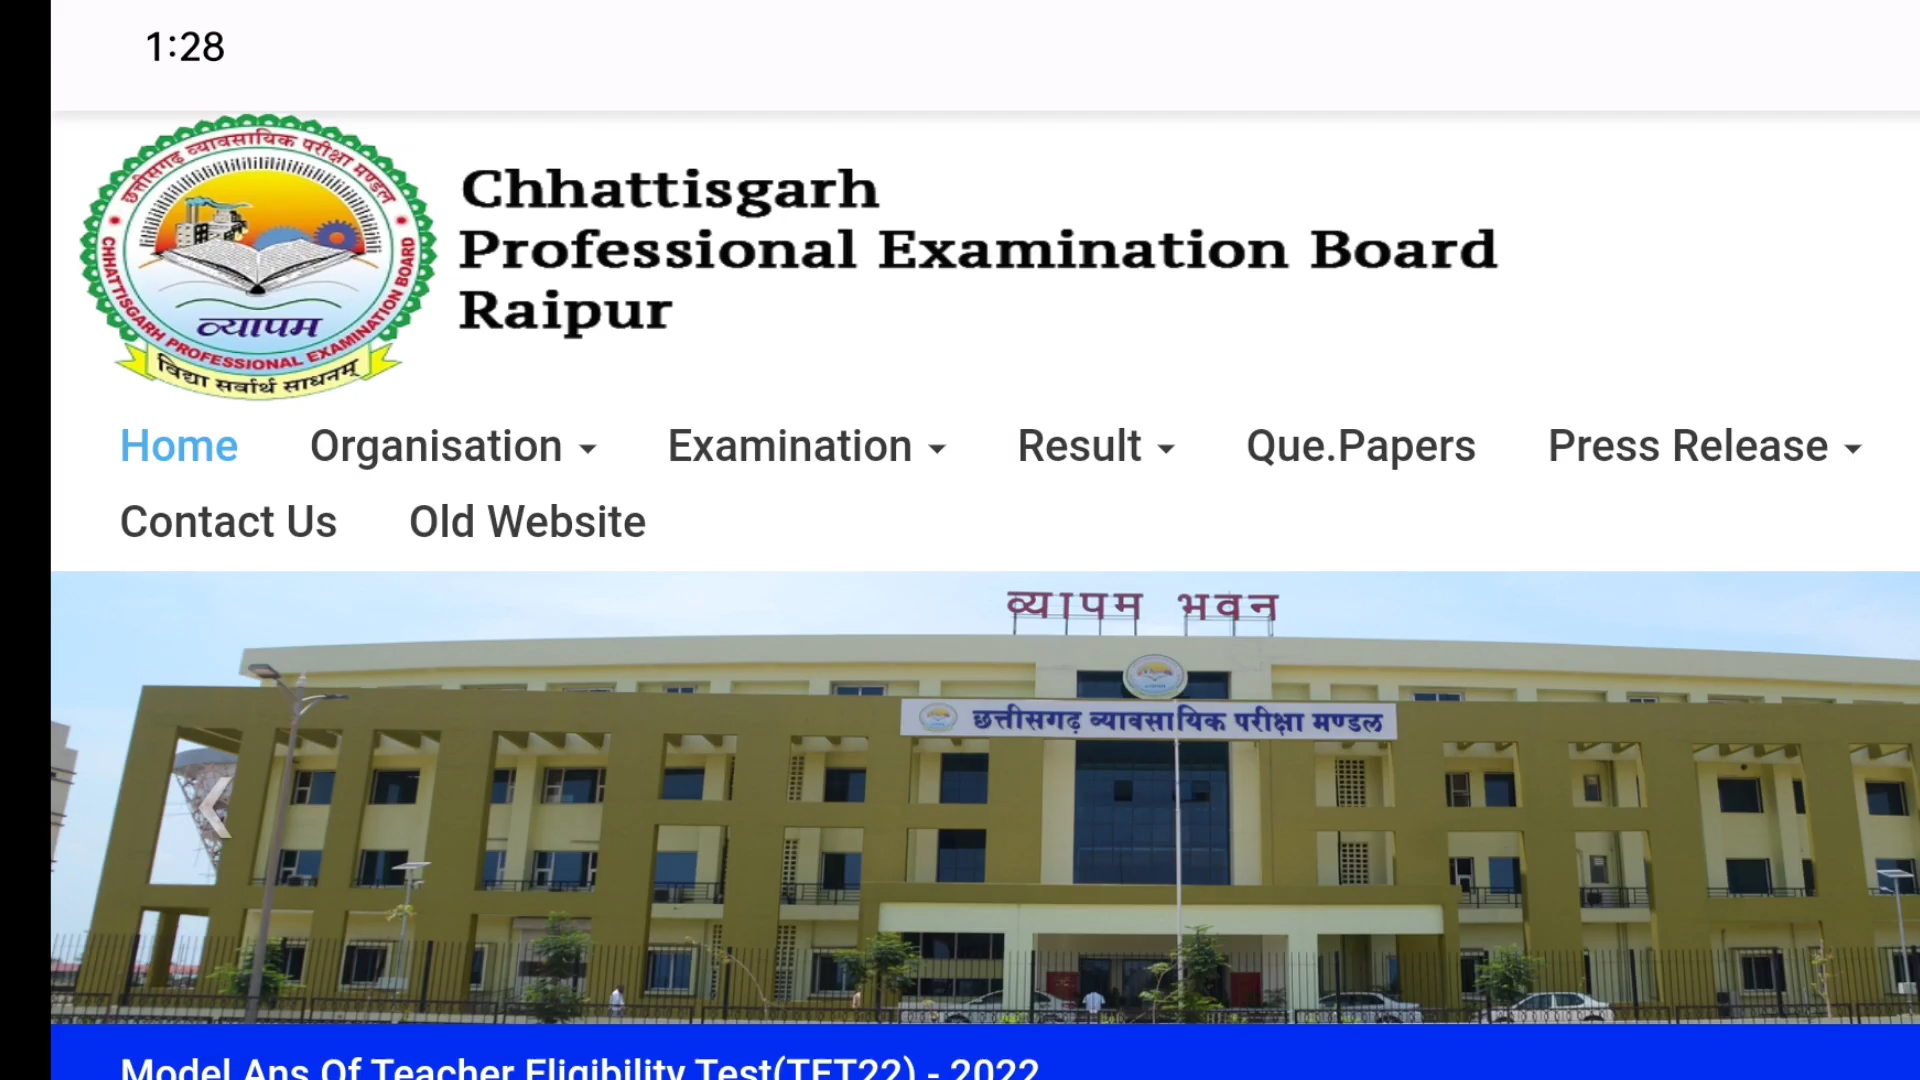 1:28
छत्तीसगढ़ व्यावसायिक परीक्षा मण्डल
CHHATTISGARH PROFESSIONAL EXAMINATION BOARD
व्यापम
विद्या सर्वार्थ साधनम्
Chhattisgarh
Professional Examination Board
Raipur
Home Organisation Examination Result Que.Papers Press Release
Contact Us Old Website
व्यापम भवन
छत्तीसगढ़ व्यावसायिक परीक्षा मण्डल
Model Ans Of Teacher Eligibility Test(TET22) - 2022